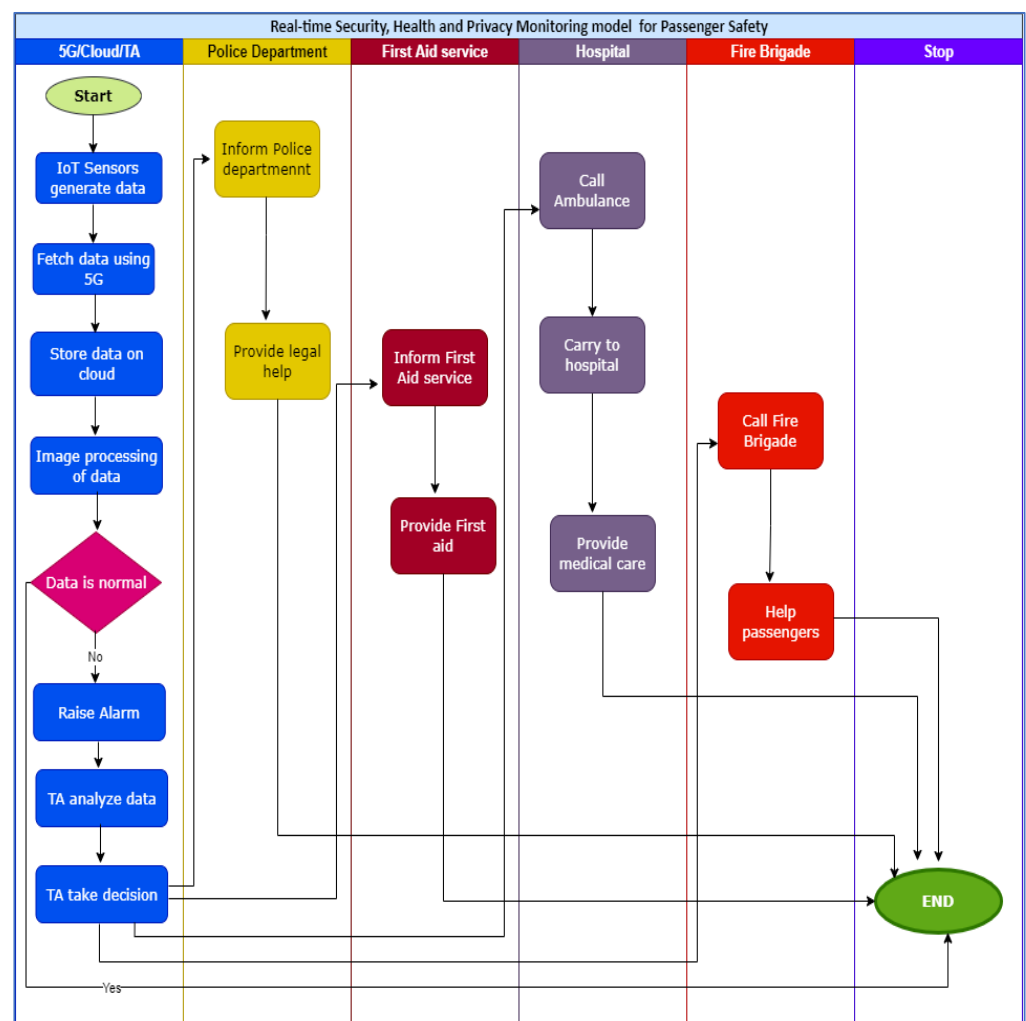 Real-time Security, Health and Privacy Monitoring model for Passenger Safety
5G/Cloud/TA
Police Department
First Aid service
Hospital
Fire Brigade
Stop
Start
IoT Sensors
generate data
Fetch data using
5G
Store data on
cloud
Image processing
of data
Data is normal
No
Raise Alarm
TA analyze data
TA take decision
Yes
Inform Police
departmennt
Provide legal
help
Inform First
Aid service
Provide First
aid
Call
Ambulance
Carry to
hospital
Provide
medical care
Call Fire
Brigade
Help
passengers
END